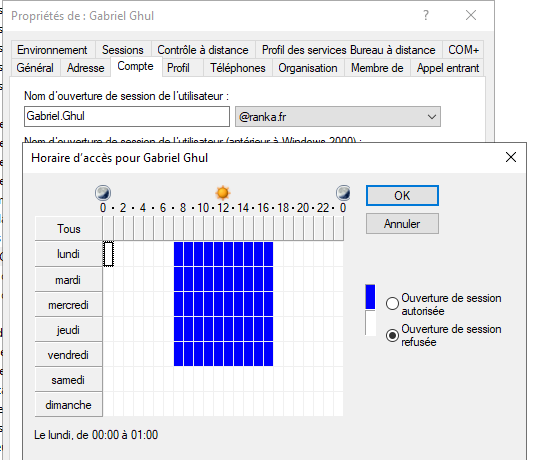 Propriétés de : Gabriel Ghul
Environnement Sessions Contrôle à distance Profil des services Bureau à distance COM+
Général Adresse Compte Profil Téléphones Organisation Membre de Appel entrant
Nom d'ouverture de session de l'utilisateur :
Gabriel.Ghul @ranka.fr
Nom d'ouverture de session de l'utilisateur (antérieur à Windows 2000) :
Horaire d'accès pour Gabriel Ghul
0 · 2 · 4 · 6 · 8 · 10 · 12 · 14 · 16 · 18 · 20 · 22 · 0
OK
Annuler
Tous
lundi
mardi
mercredi
jeudi
vendredi
samedi
dimanche
Ouverture de session
autorisée
Ouverture de session
refusée
Le lundi, de 00:00 à 01:00